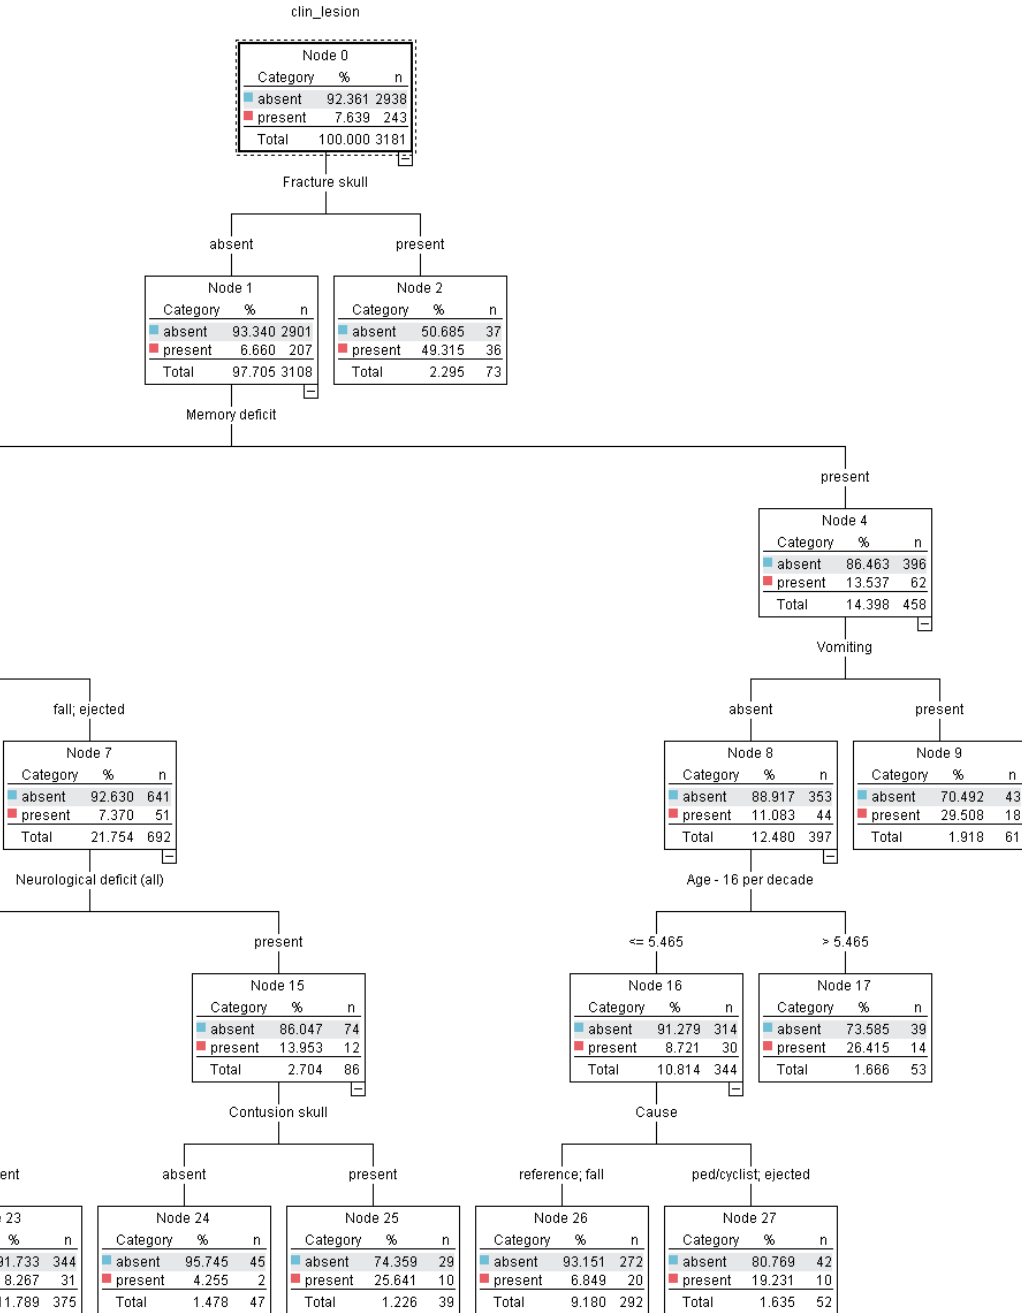 clin_lesion
Node 0
Category % n
absent 92.361 2938
present 7.639 243
Total 100.000 3181
Fracture skull
absent present
Node 1
Category % n
absent 93.340 2901
present 6.660 207
Total 97.705 3108
Node 2
Category % n
absent 50.685 37
present 49.315 36
Total 2.295 73
Memory deficit
present
Node 4
Category % n
absent 86.463 396
present 13.537 62
Total 14.398 458
Vomiting
fall; ejected
absent present
Node 7
Category % n
absent 92.630 641
present 7.370 51
Total 21.754 692
Node 8
Category % n
absent 88.917 353
present 11.083 44
Total 12.480 397
Node 9
Category % n
absent 70.492 43
present 29.508 18
Total 1.918 61
Neurological deficit (all)
Age - 16 per decade
present
<= 5.465 > 5.465
Node 15
Category % n
absent 86.047 74
present 13.953 12
Total 2.704 86
Node 16
Category % n
absent 91.279 314
present 8.721 30
Total 10.814 344
Node 17
Category % n
absent 73.585 39
present 26.415 14
Total 1.666 53
Contusion skull
Cause
ent
absent present
reference; fall ped/cyclist; ejected
23
% n
91.733 344
8.267 31
11.789 375
Node 24
Category % n
absent 95.745 45
present 4.255 2
Total 1.478 47
Node 25
Category % n
absent 74.359 29
present 25.641 10
Total 1.226 39
Node 26
Category % n
absent 93.151 272
present 6.849 20
Total 9.180 292
Node 27
Category % n
absent 80.769 42
present 19.231 10
Total 1.635 52